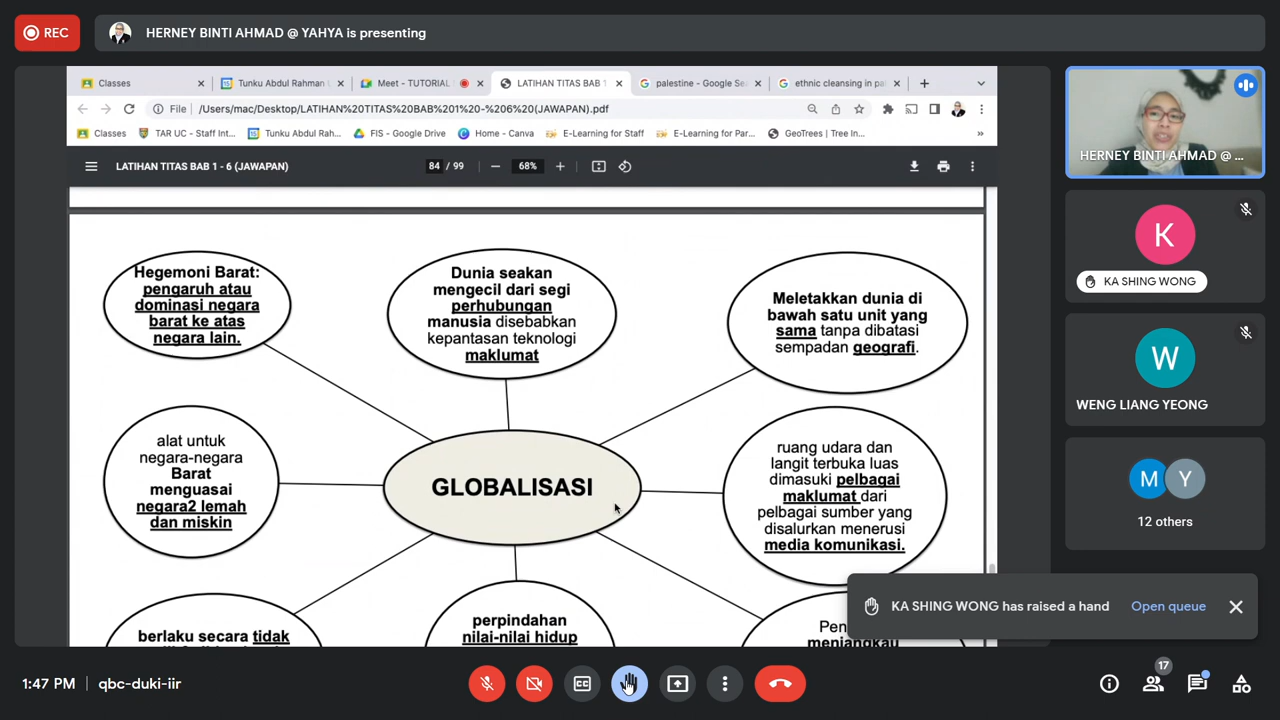 REC
HERNEY BINTI AHMAD @ YAHYA is presenting
Classes
Tunku Abdul Rahman
Meet - TUTORIAL
LATIHAN TITAS BAB 1
palestine - Google Se
ethnic cleansing in pa
File | /Users/mac/Desktop/LATIHAN%20TITAS%20BAB%201%20-%206%20(JAWAPAN).pdf
Classes
TAR UC - Staff Int...
Tunku Abdul Rah...
FIS - Google Drive
Home - Canva
E-Learning for Staff
E-Learning for Par...
GeoTrees | Tree In...
LATIHAN TITAS BAB 1 - 6 (JAWAPAN)
84 / 99
68%
Hegemoni Barat:
pengaruh atau
dominasi negara
barat ke atas
negara lain.
Dunia seakan
mengecil dari segi
perhubungan
manusia disebabkan
kepantasan teknologi
maklumat
Meletakkan dunia di
bawah satu unit yang
sama tanpa dibatasi
sempadan geografi.
alat untuk
negara-negara
Barat
menguasai
negara2 lemah
dan miskin
GLOBALISASI
ruang udara dan
langit terbuka luas
dimasuki pelbagai
maklumat dari
pelbagai sumber yang
disalurkan menerusi
media komunikasi.
berlaku secara tidak
perpindahan
nilai-nilai hidup
Pen
HERNEY BINTI AHMAD @ ...
K
KA SHING WONG
W
WENG LIANG YEONG
M
Y
12 others
KA SHING WONG has raised a hand
Open queue
1:47 PM | qbc-duki-iir
17